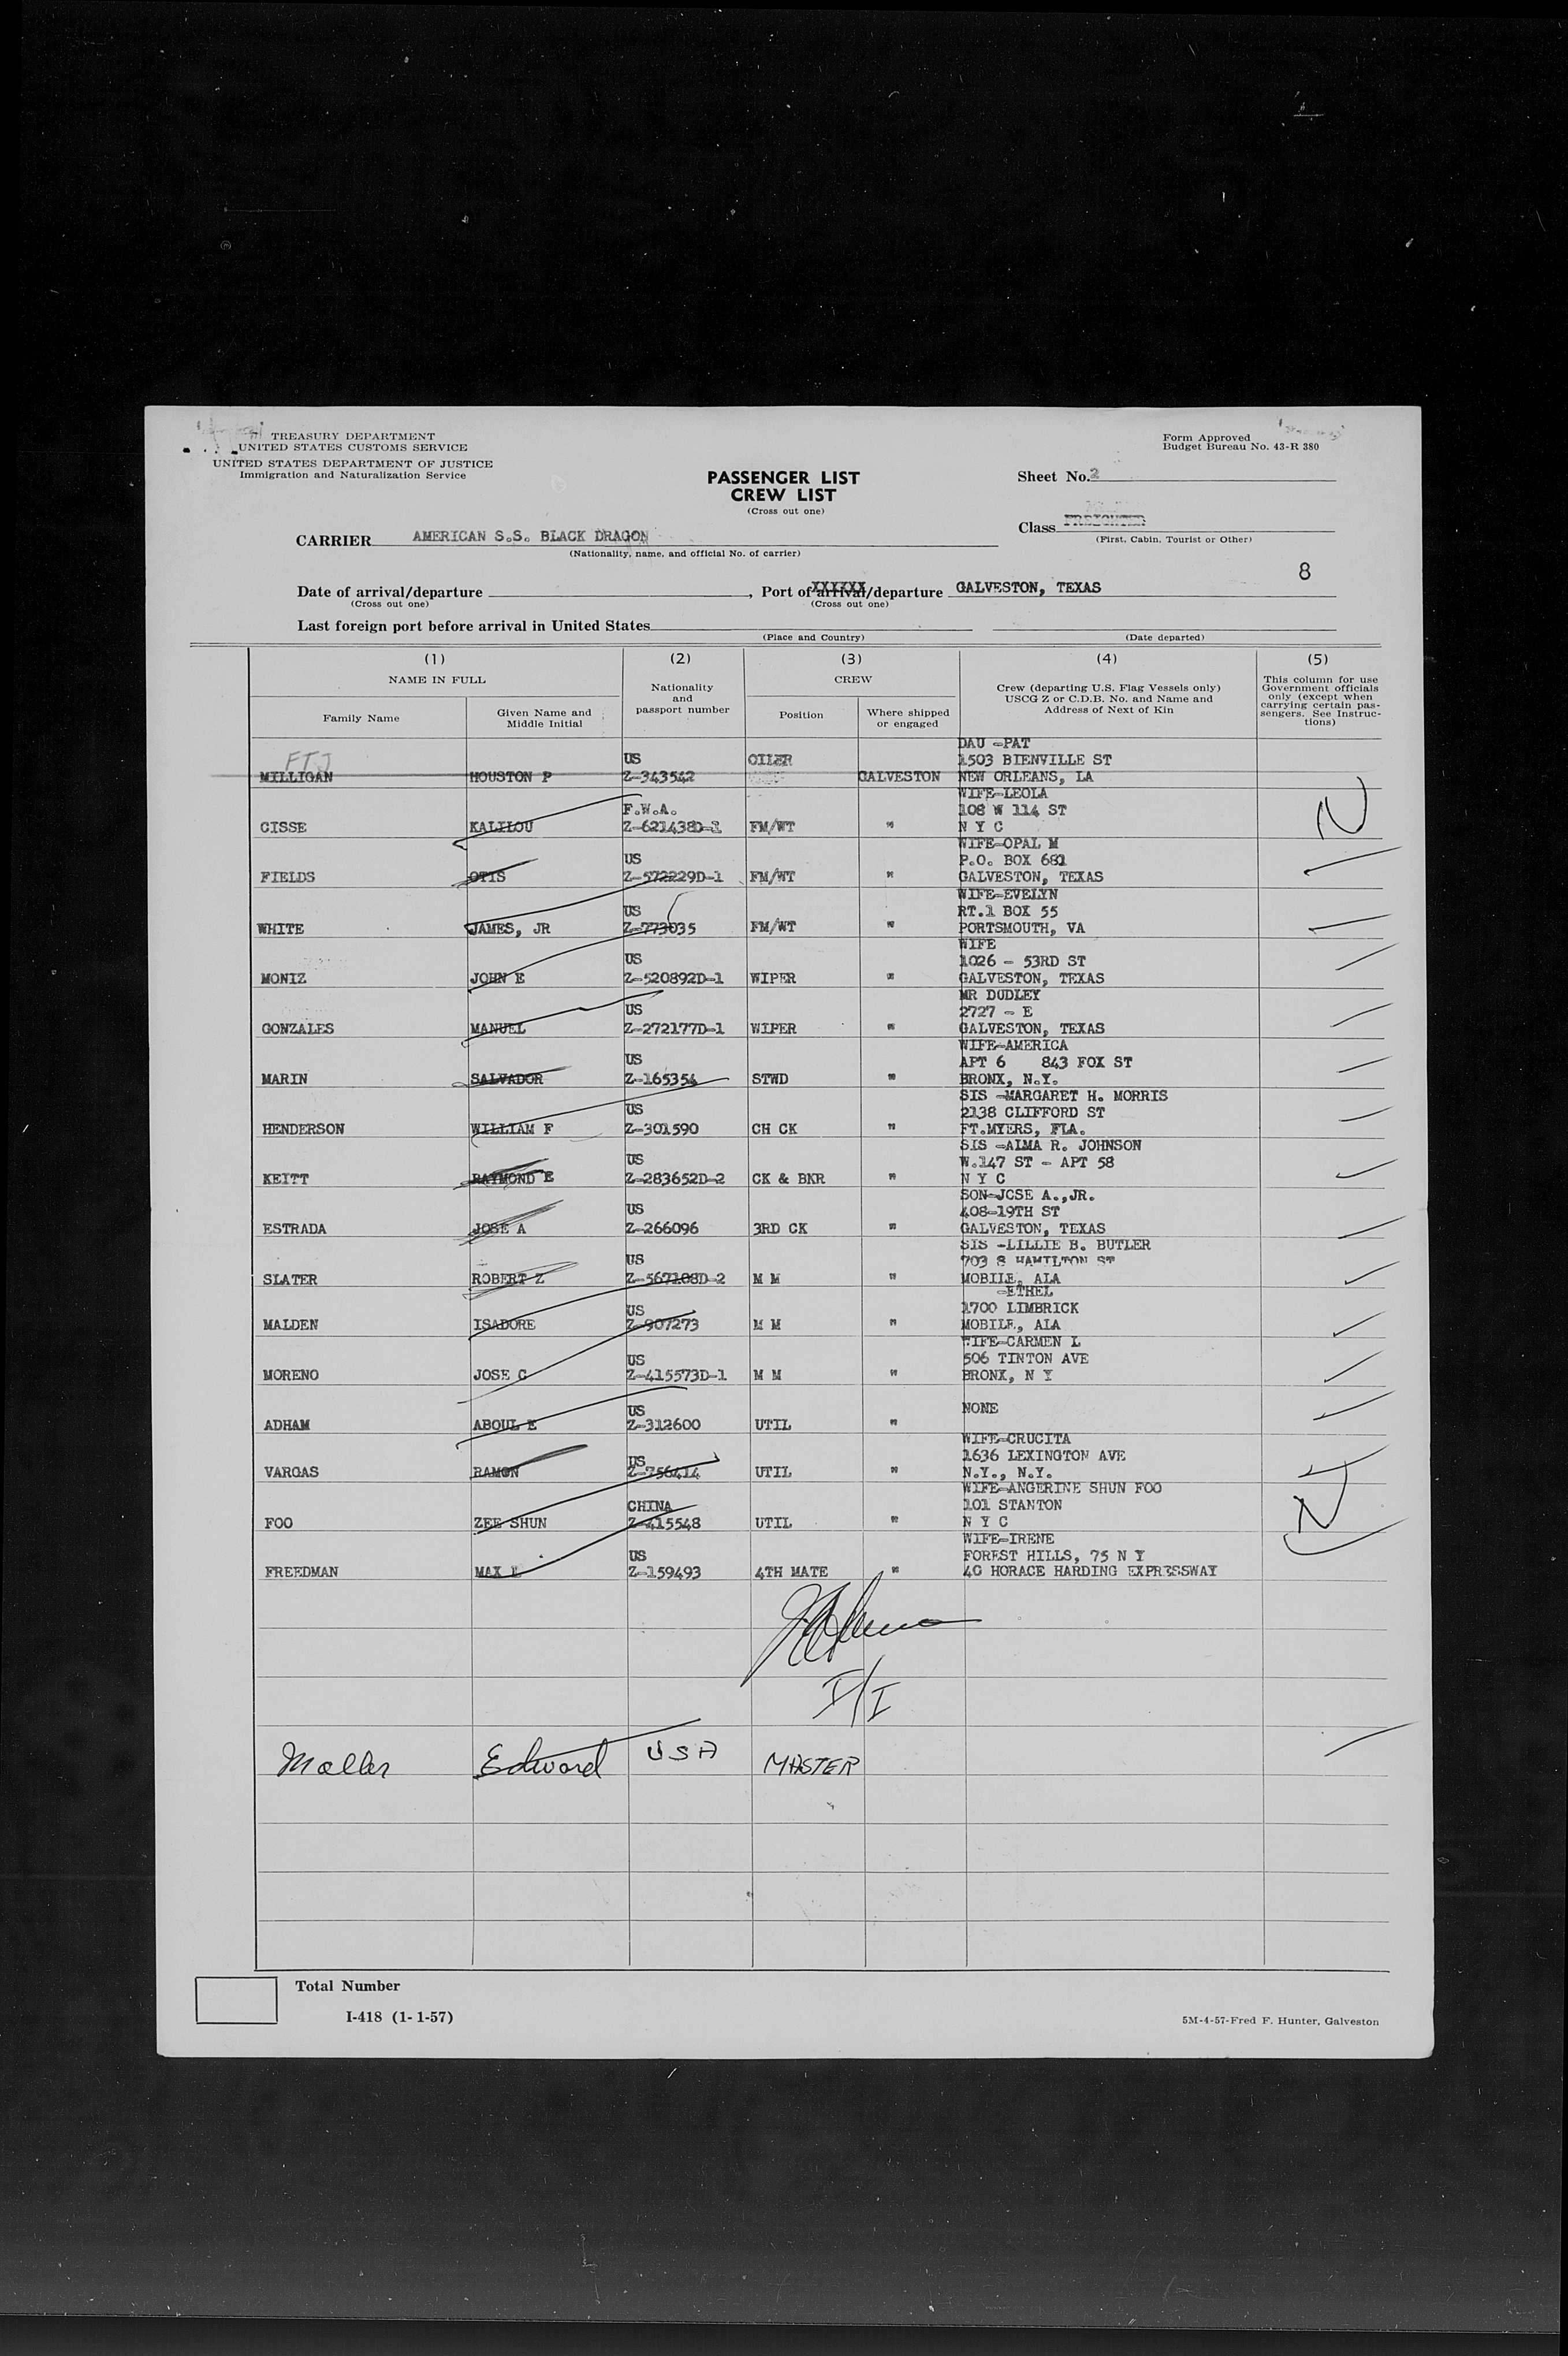 TREASURY DEPARTMENT
UNITED STATES CUSTOMS SERVICE
UNITED STATES DEPARTMENT OF JUSTICE
Immigration and Naturalization Service
Form Approved
Budget Bureau No. 43-R 380
PASSENGER LIST
CREW LIST
(Cross out one)
Sheet No. 2
CARRIER AMERICAN S.S. BLACK DRAGON
(Nationality, name, and official No. of carrier)
Class FREIGHTER
(First, Cabin, Tourist or Other)
8
Date of arrival/departure , Port of arrival/departure GALVESTON, TEXAS
(Cross out one) (Cross out one)
Last foreign port before arrival in United States
(Place and Country) (Date departed)
(1) (2) (3) (4) (5)
NAME IN FULL
Family Name
Given Name and Middle Initial
Nationality and passport number
CREW
Position
Where shipped or engaged
Crew (departing U.S. Flag Vessels only)
USCG Z or C.D.B. No. and Name and
Address of Next of Kin
This column for use
Government officials
only (except when
carrying certain pas-
sengers. See Instruc-
tions)
FTJ
DAU -PAT
US OILER 1503 BIENVILLE ST
MILLIGAN HOUSTON P Z-343542 GALVESTON NEW ORLEANS, LA
WIFE-LEOLA
F.W.A. 108 W 114 ST
CISSE KALILOU Z-621438D-1 FM/WT " N Y C
WIFE-OPAL M
US P.O. BOX 681
FIELDS OTIS Z-572229D-1 FM/WT " GALVESTON, TEXAS
WIFE-EVELYN
US RT.1 BOX 55
WHITE JAMES, JR Z-773035 FM/WT " PORTSMOUTH, VA
WIFE
US 1026 - 53RD ST
MONIZ JOHN E Z-520892D-1 WIPER " GALVESTON, TEXAS
MR DUDLEY
US 2727 - E
GONZALES MANUEL Z-272177D-1 WIPER " GALVESTON, TEXAS
WIFE-AMERICA
US APT 6 843 FOX ST
MARIN SALVADOR Z-165354 STWD " BRONX, N.Y.
SIS -MARGARET H. MORRIS
US 2138 CLIFFORD ST
HENDERSON WILLIAM F Z-301590 CH CK " FT.MYERS, FLA.
SIS -ALMA R. JOHNSON
US W.147 ST - APT 58
KEITT RAYMOND E Z-283652D-2 CK & BKR " N Y C
SON-JOSE A.,JR.
US 408-19TH ST
ESTRADA JOSE A Z-266096 3RD CK " GALVESTON, TEXAS
SIS -LILLIE B. BUTLER
US 703 S HAMILTON ST
SLATER ROBERT Z Z-567108D-2 M M " MOBILE, ALA
-ETHEL
US 1700 LIMBRICK
MALDEN ISADORE Z-907273 M M " MOBILE, ALA
WIFE-CARMEN L
US 506 TINTON AVE
MORENO JOSE C Z-415573D-1 M M " BRONX, N Y
US NONE
ADHAM ABOUL E Z-312600 UTIL "
WIFE-CRUCITA
US 1636 LEXINGTON AVE
VARGAS RAMON Z-756414 UTIL " N.Y., N.Y.
WIFE-ANGERINE SHUN FOO
CHINA 101 STANTON
FOO ZEE SHUN Z-415548 UTIL " N Y C
WIFE-IRENE
US FOREST HILLS, 75 N Y
FREEDMAN MAX Z-159493 4TH MATE " 40 HORACE HARDING EXPRESSWAY
I/I
Moller Edward USA MASTER
Total Number
I-418 (1-1-57)
5M-4-57-Fred F. Hunter, Galveston